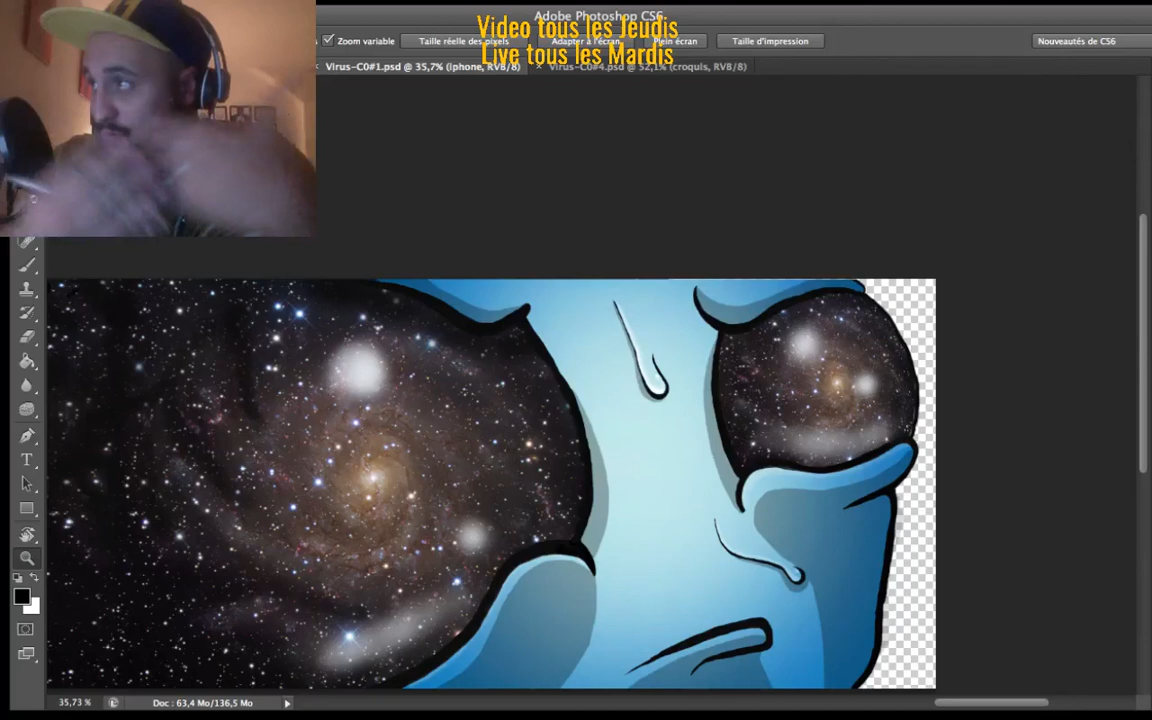 Adobe Photoshop CS6
Video tous les Jeudis
Zoom variable
Taille réelle des pixels
Adapter à l'écran
Plein écran
Taille d'impression
Nouveautés de CS6
Live tous les Mardis
Virus-C0#1.psd @ 35,7% (iphone, RVB/8)
× Virus-C0#4.psd @ 52,1% (croquis, RVB/8)
T
35,73 %
Doc : 63,4 Mo/136,5 Mo